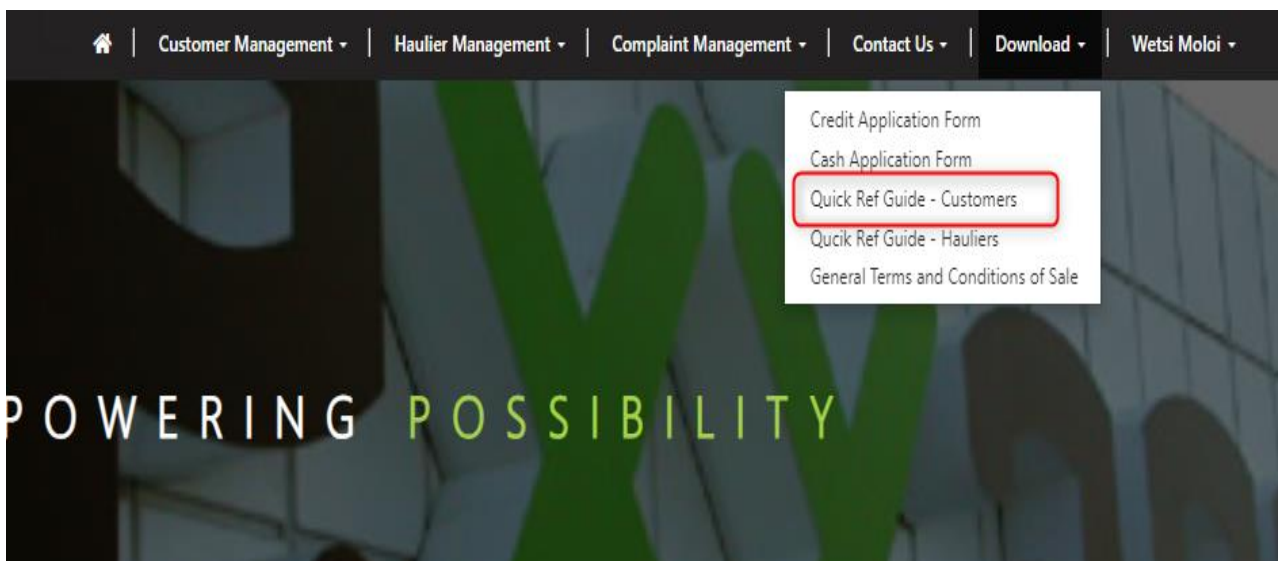 Customer Management
Haulier Management
Complaint Management
Contact Us
Download
Wetsi Moloi
Credit Application Form
Cash Application Form
Quick Ref Guide - Customers
Qucik Ref Guide - Hauliers
General Terms and Conditions of Sale
POWERING POSSIBILITY